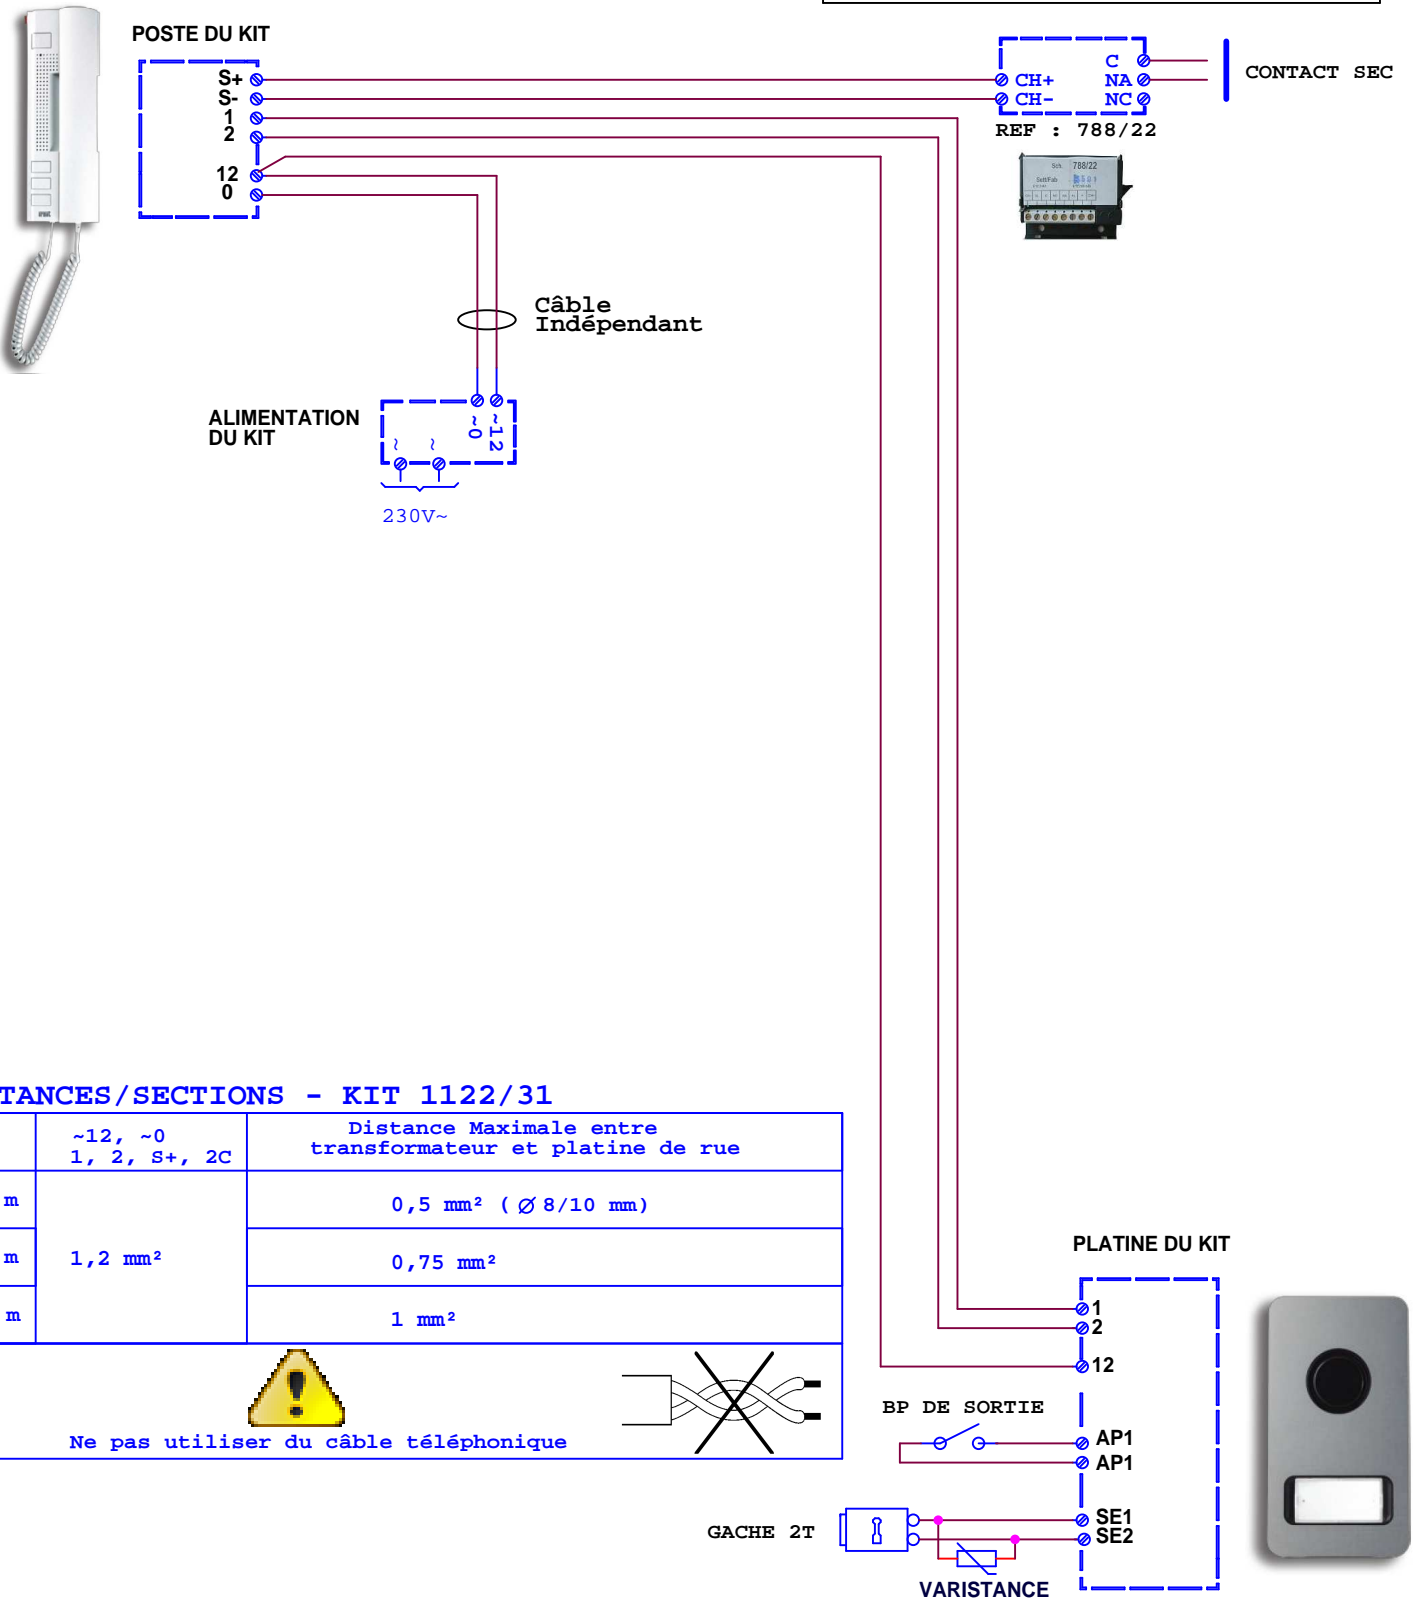 POSTE DU KIT
S+
S-
1
2
12
0
C
CH+
NA
CH-
NC
CONTACT SEC
REF : 788/22
Sch. 788/22
Sett/Fab
Câble
Indépendant
ALIMENTATION
DU KIT
~0
~12
~
~
230V~
TANCES/SECTIONS - KIT 1122/31
~12, ~0
1, 2, S+, 2C
Distance Maximale entre
transformateur et platine de rue
m
0,5 mm² ( Ø 8/10 mm)
m
1,2 mm²
0,75 mm²
m
1 mm²
Ne pas utiliser du câble téléphonique
PLATINE DU KIT
1
2
12
BP DE SORTIE
AP1
AP1
GACHE 2T
SE1
SE2
VARISTANCE